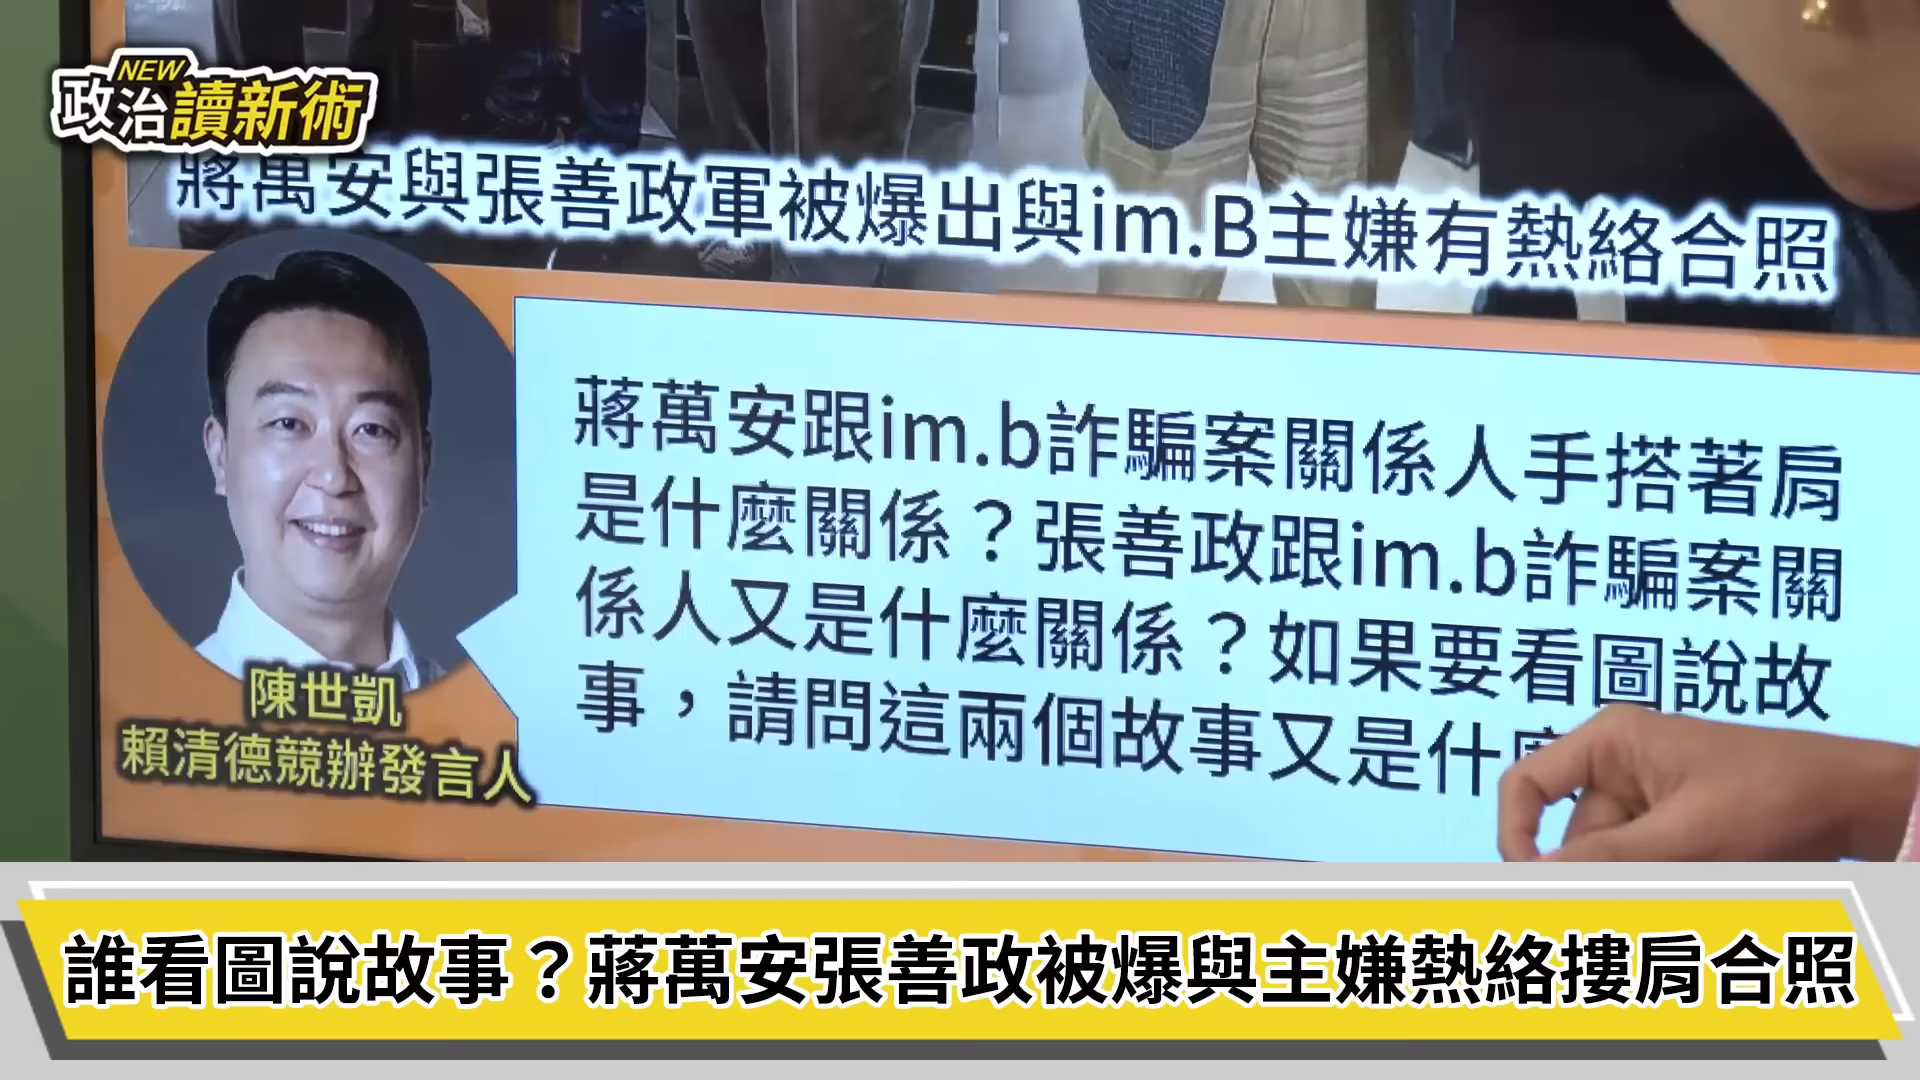 NEW
政治讀新術
蔣萬安與張善政軍被爆出與im.B主嫌有熱絡合照
蔣萬安跟im.b詐騙案關係人手搭著肩
是什麼關係？張善政跟im.b詐騙案關
係人又是什麼關係？如果要看圖說故
事，請問這兩個故事又是什
陳世凱
賴清德競辦發言人
誰看圖說故事？蔣萬安張善政被爆與主嫌熱絡摟肩合照